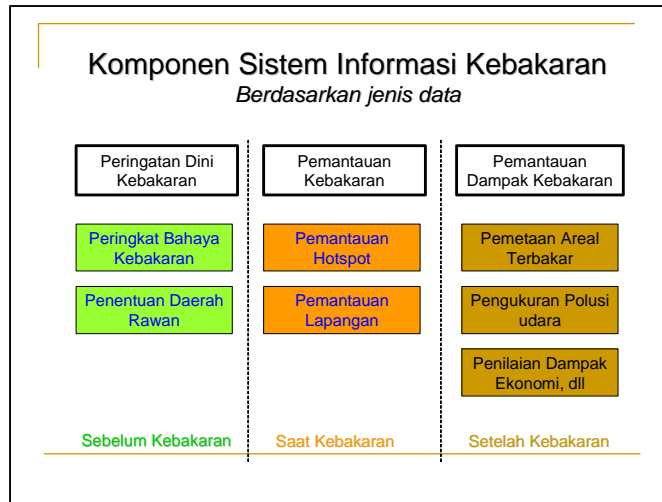 Komponen Sistem Informasi Kebakaran
Berdasarkan jenis data
Peringatan Dini
Kebakaran
Peringkat Bahaya
Kebakaran
Penentuan Daerah
Rawan
Sebelum Kebakaran
Pemantauan
Kebakaran
Pemantauan
Hotspot
Pemantauan
Lapangan
Saat Kebakaran
Pemantauan
Dampak Kebakaran
Pemetaan Areal
Terbakar
Pengukuran Polusi
udara
Penilaian Dampak
Ekonomi, dll
Setelah Kebakaran